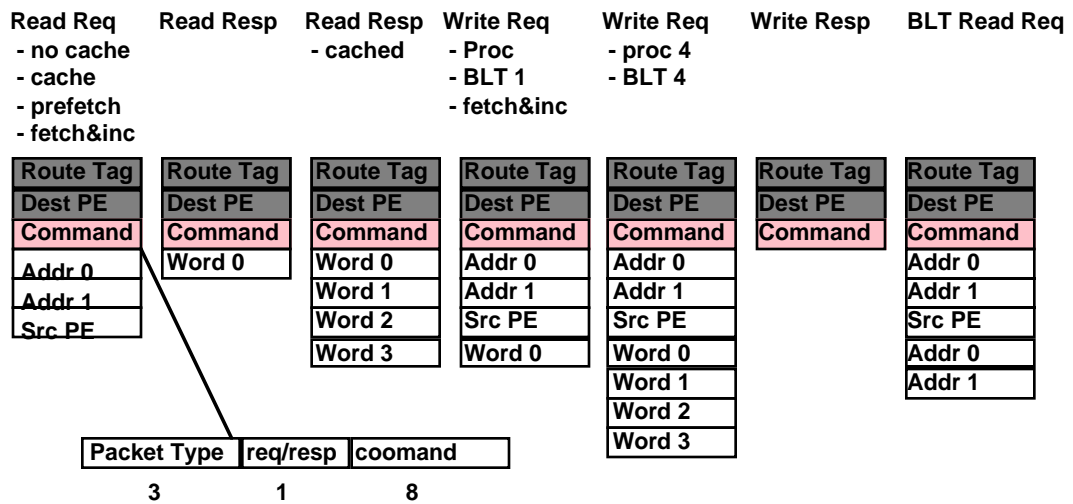 Read Req
- no cache
- cache
- prefetch
- fetch&inc
Route Tag
Dest PE
Command
Addr 0
Addr 1
Src PE
Read Resp
Route Tag
Dest PE
Command
Word 0
Read Resp
- cached
Route Tag
Dest PE
Command
Word 0
Word 1
Word 2
Word 3
Write Req
- Proc
- BLT 1
- fetch&inc
Route Tag
Dest PE
Command
Addr 0
Addr 1
Src PE
Word 0
Write Req
- proc 4
- BLT 4
Route Tag
Dest PE
Command
Addr 0
Addr 1
Src PE
Word 0
Word 1
Word 2
Word 3
Write Resp
Route Tag
Dest PE
Command
BLT Read Req
Route Tag
Dest PE
Command
Addr 0
Addr 1
Src PE
Addr 0
Addr 1
Packet Type req/resp coomand
3 1 8